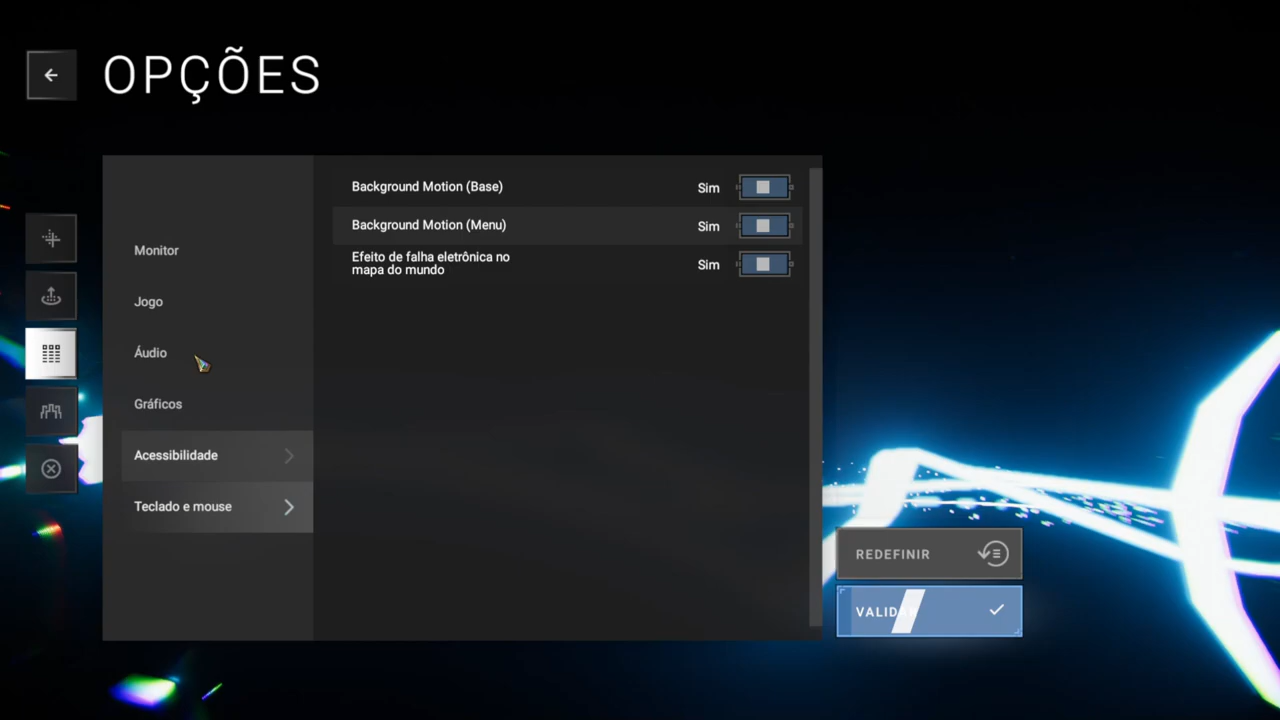 OPÇÕES
Monitor
Jogo
Áudio
Gráficos
Acessibilidade
Teclado e mouse
Background Motion (Base)
Sim
Background Motion (Menu)
Sim
Efeito de falha eletrônica no
mapa do mundo
Sim
REDEFINIR
VALIDAR